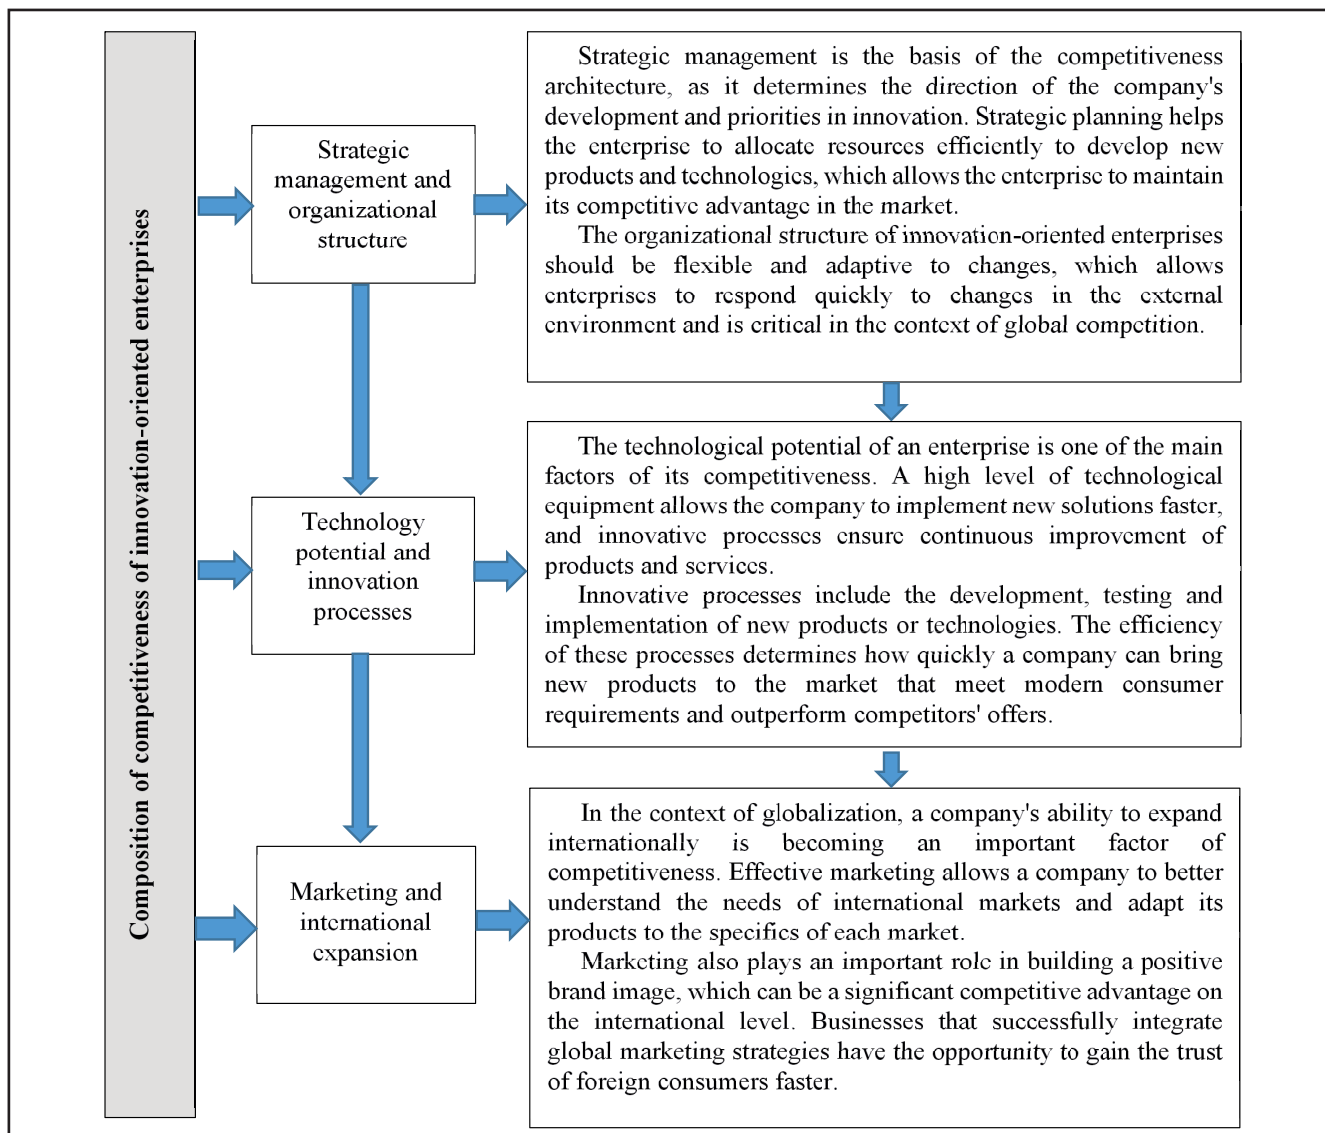 Composition of competitiveness of innovation-oriented enterprises
Strategic
management and
organizational
structure
Strategic management is the basis of the competitiveness
architecture, as it determines the direction of the company's
development and priorities in innovation. Strategic planning helps
the enterprise to allocate resources efficiently to develop new
products and technologies, which allows the enterprise to maintain
its competitive advantage in the market.
The organizational structure of innovation-oriented enterprises
should be flexible and adaptive to changes, which allows
enterprises to respond quickly to changes in the external
environment and is critical in the context of global competition.
Technology
potential and
innovation
processes
The technological potential of an enterprise is one of the main
factors of its competitiveness. A high level of technological
equipment allows the company to implement new solutions faster,
and innovative processes ensure continuous improvement of
products and services.
Innovative processes include the development, testing and
implementation of new products or technologies. The efficiency
of these processes determines how quickly a company can bring
new products to the market that meet modern consumer
requirements and outperform competitors' offers.
Marketing and
international
expansion
In the context of globalization, a company's ability to expand
internationally is becoming an important factor of
competitiveness. Effective marketing allows a company to better
understand the needs of international markets and adapt its
products to the specifics of each market.
Marketing also plays an important role in building a positive
brand image, which can be a significant competitive advantage on
the international level. Businesses that successfully integrate
global marketing strategies have the opportunity to gain the trust
of foreign consumers faster.